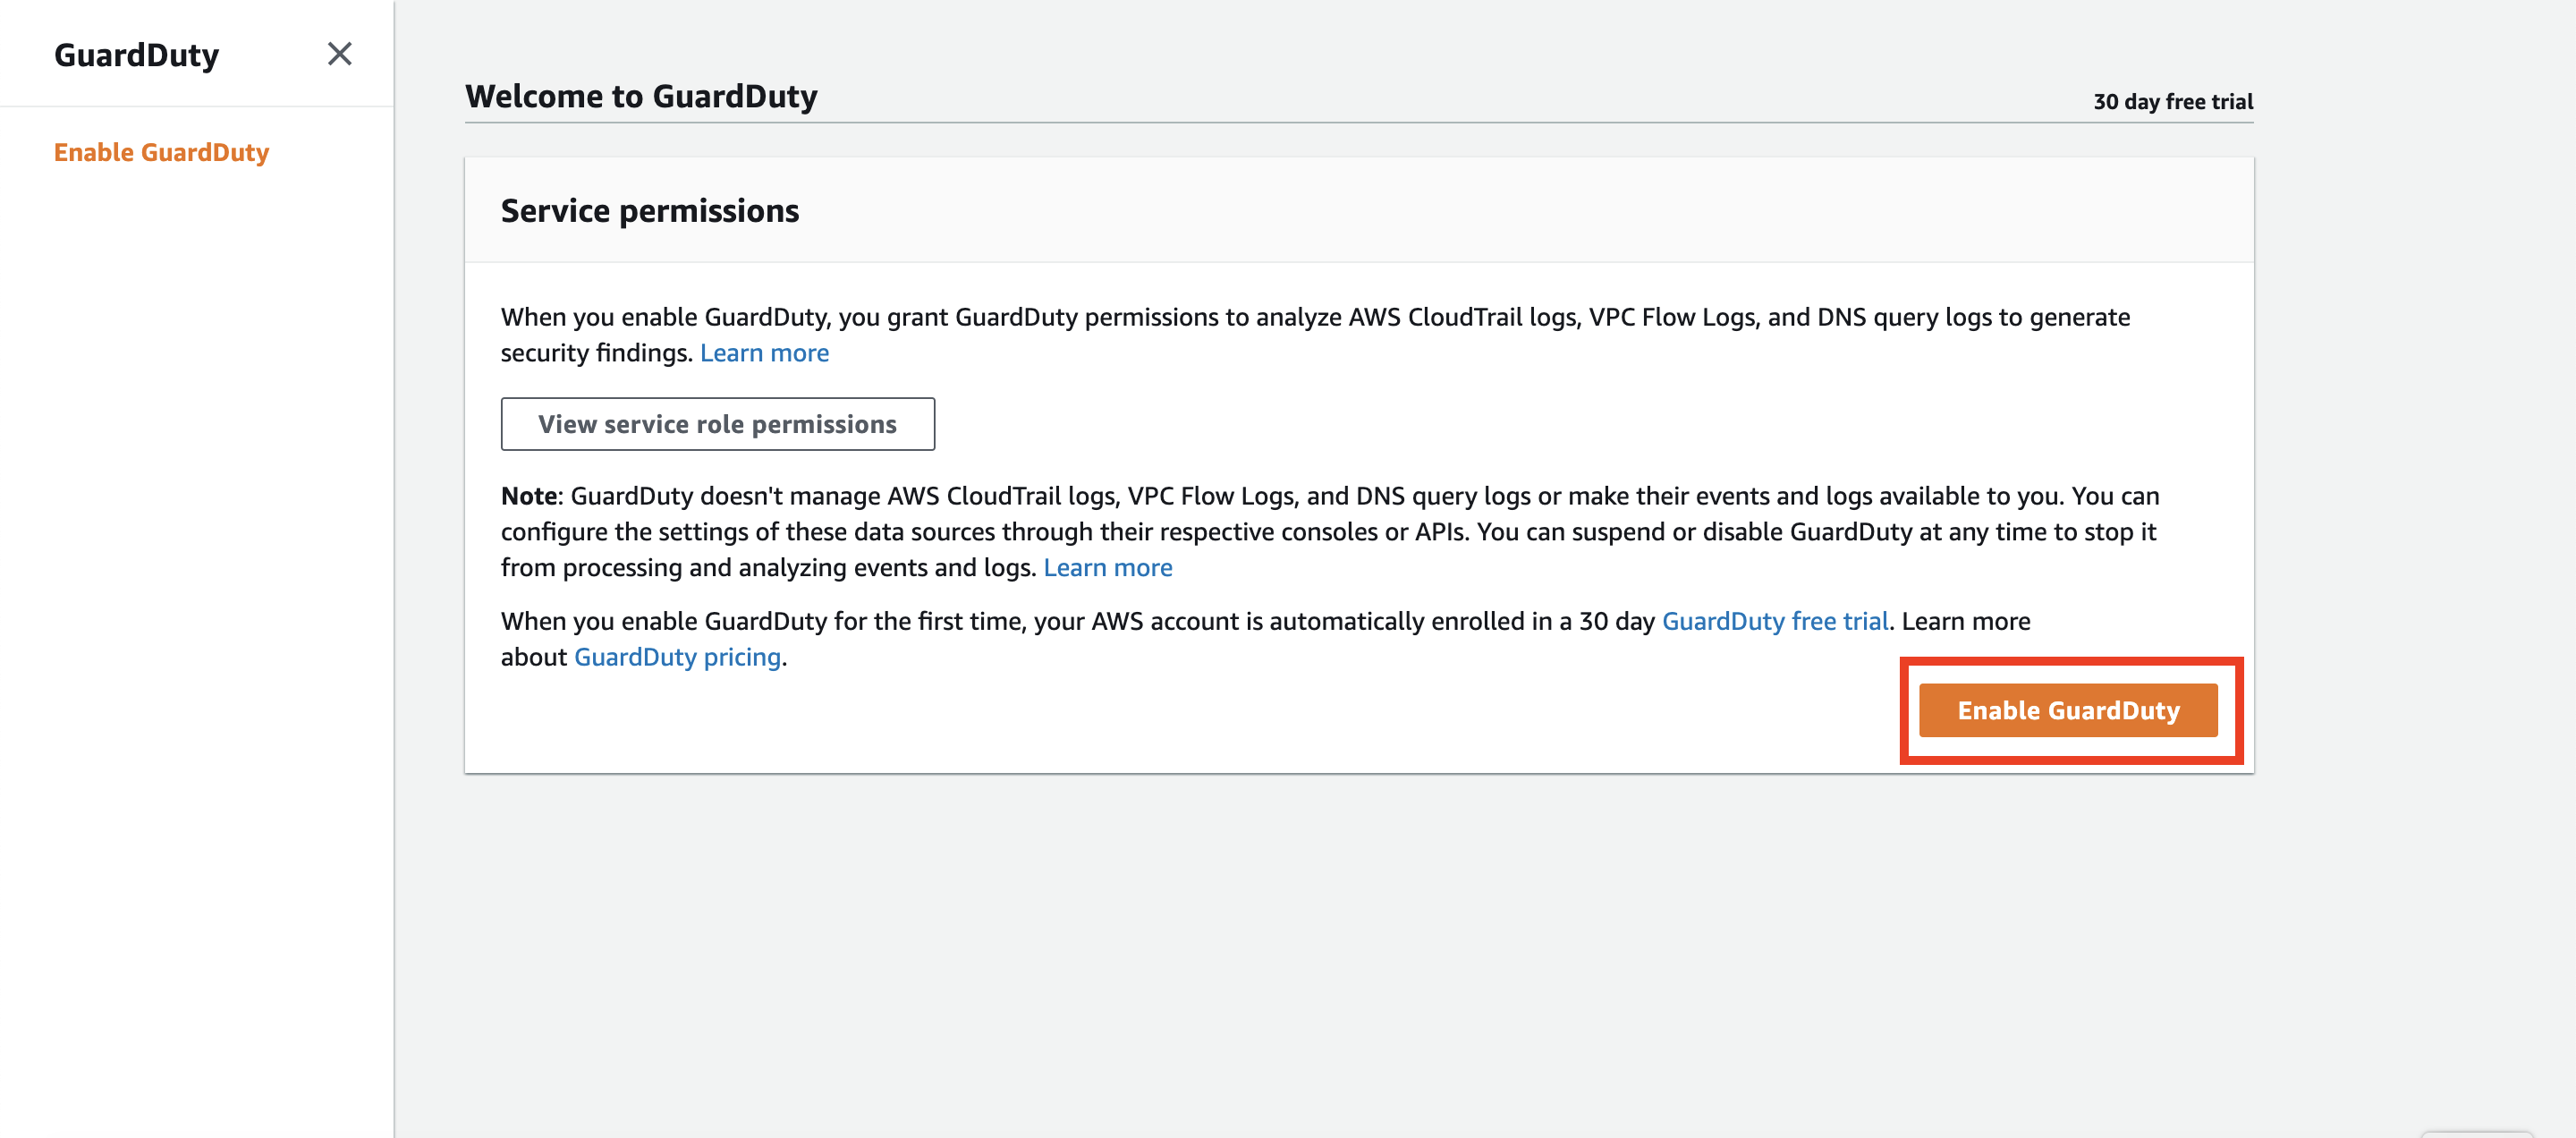 GuardDuty
Enable GuardDuty
Welcome to GuardDuty
30 day free trial
Service permissions
When you enable GuardDuty, you grant GuardDuty permissions to analyze AWS CloudTrail logs, VPC Flow Logs, and DNS query logs to generate
security findings. Learn more
View service role permissions
Note: GuardDuty doesn't manage AWS CloudTrail logs, VPC Flow Logs, and DNS query logs or make their events and logs available to you. You can
configure the settings of these data sources through their respective consoles or APIs. You can suspend or disable GuardDuty at any time to stop it
from processing and analyzing events and logs. Learn more
When you enable GuardDuty for the first time, your AWS account is automatically enrolled in a 30 day GuardDuty free trial. Learn more
about GuardDuty pricing.
Enable GuardDuty